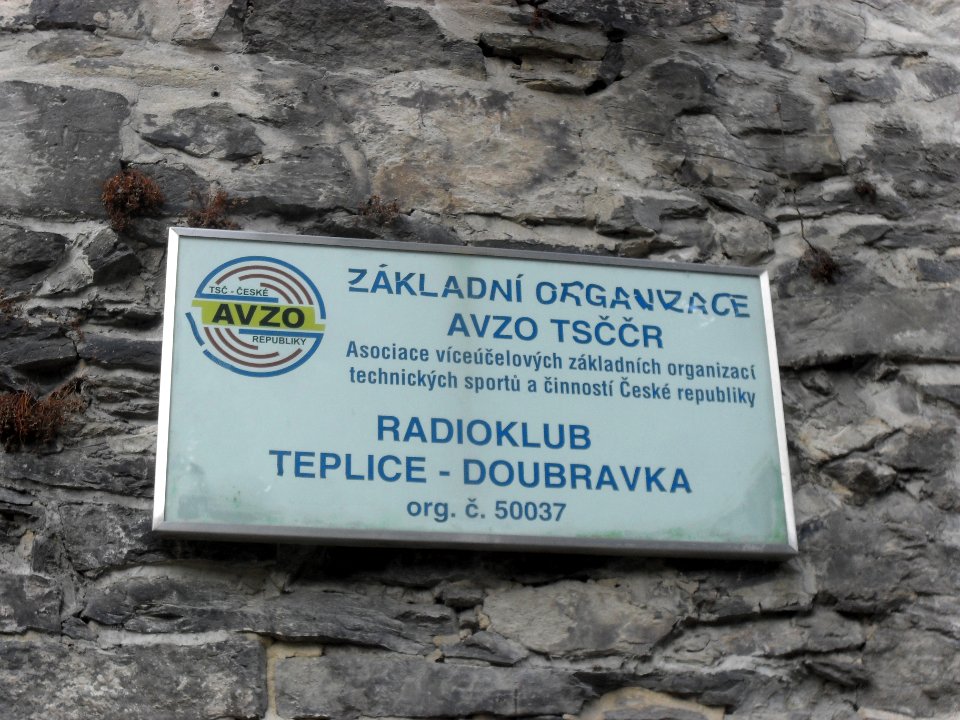 TSČ - ČESKÉ
AVZO
REPUBLIKY
ZÁKLADNÍ ORGANIZACE
AVZO TSČČR
Asociace víceúčelových základních organizací
technických sportů a činností České republiky
RADIOKLUB
TEPLICE - DOUBRAVKA
org. č. 50037